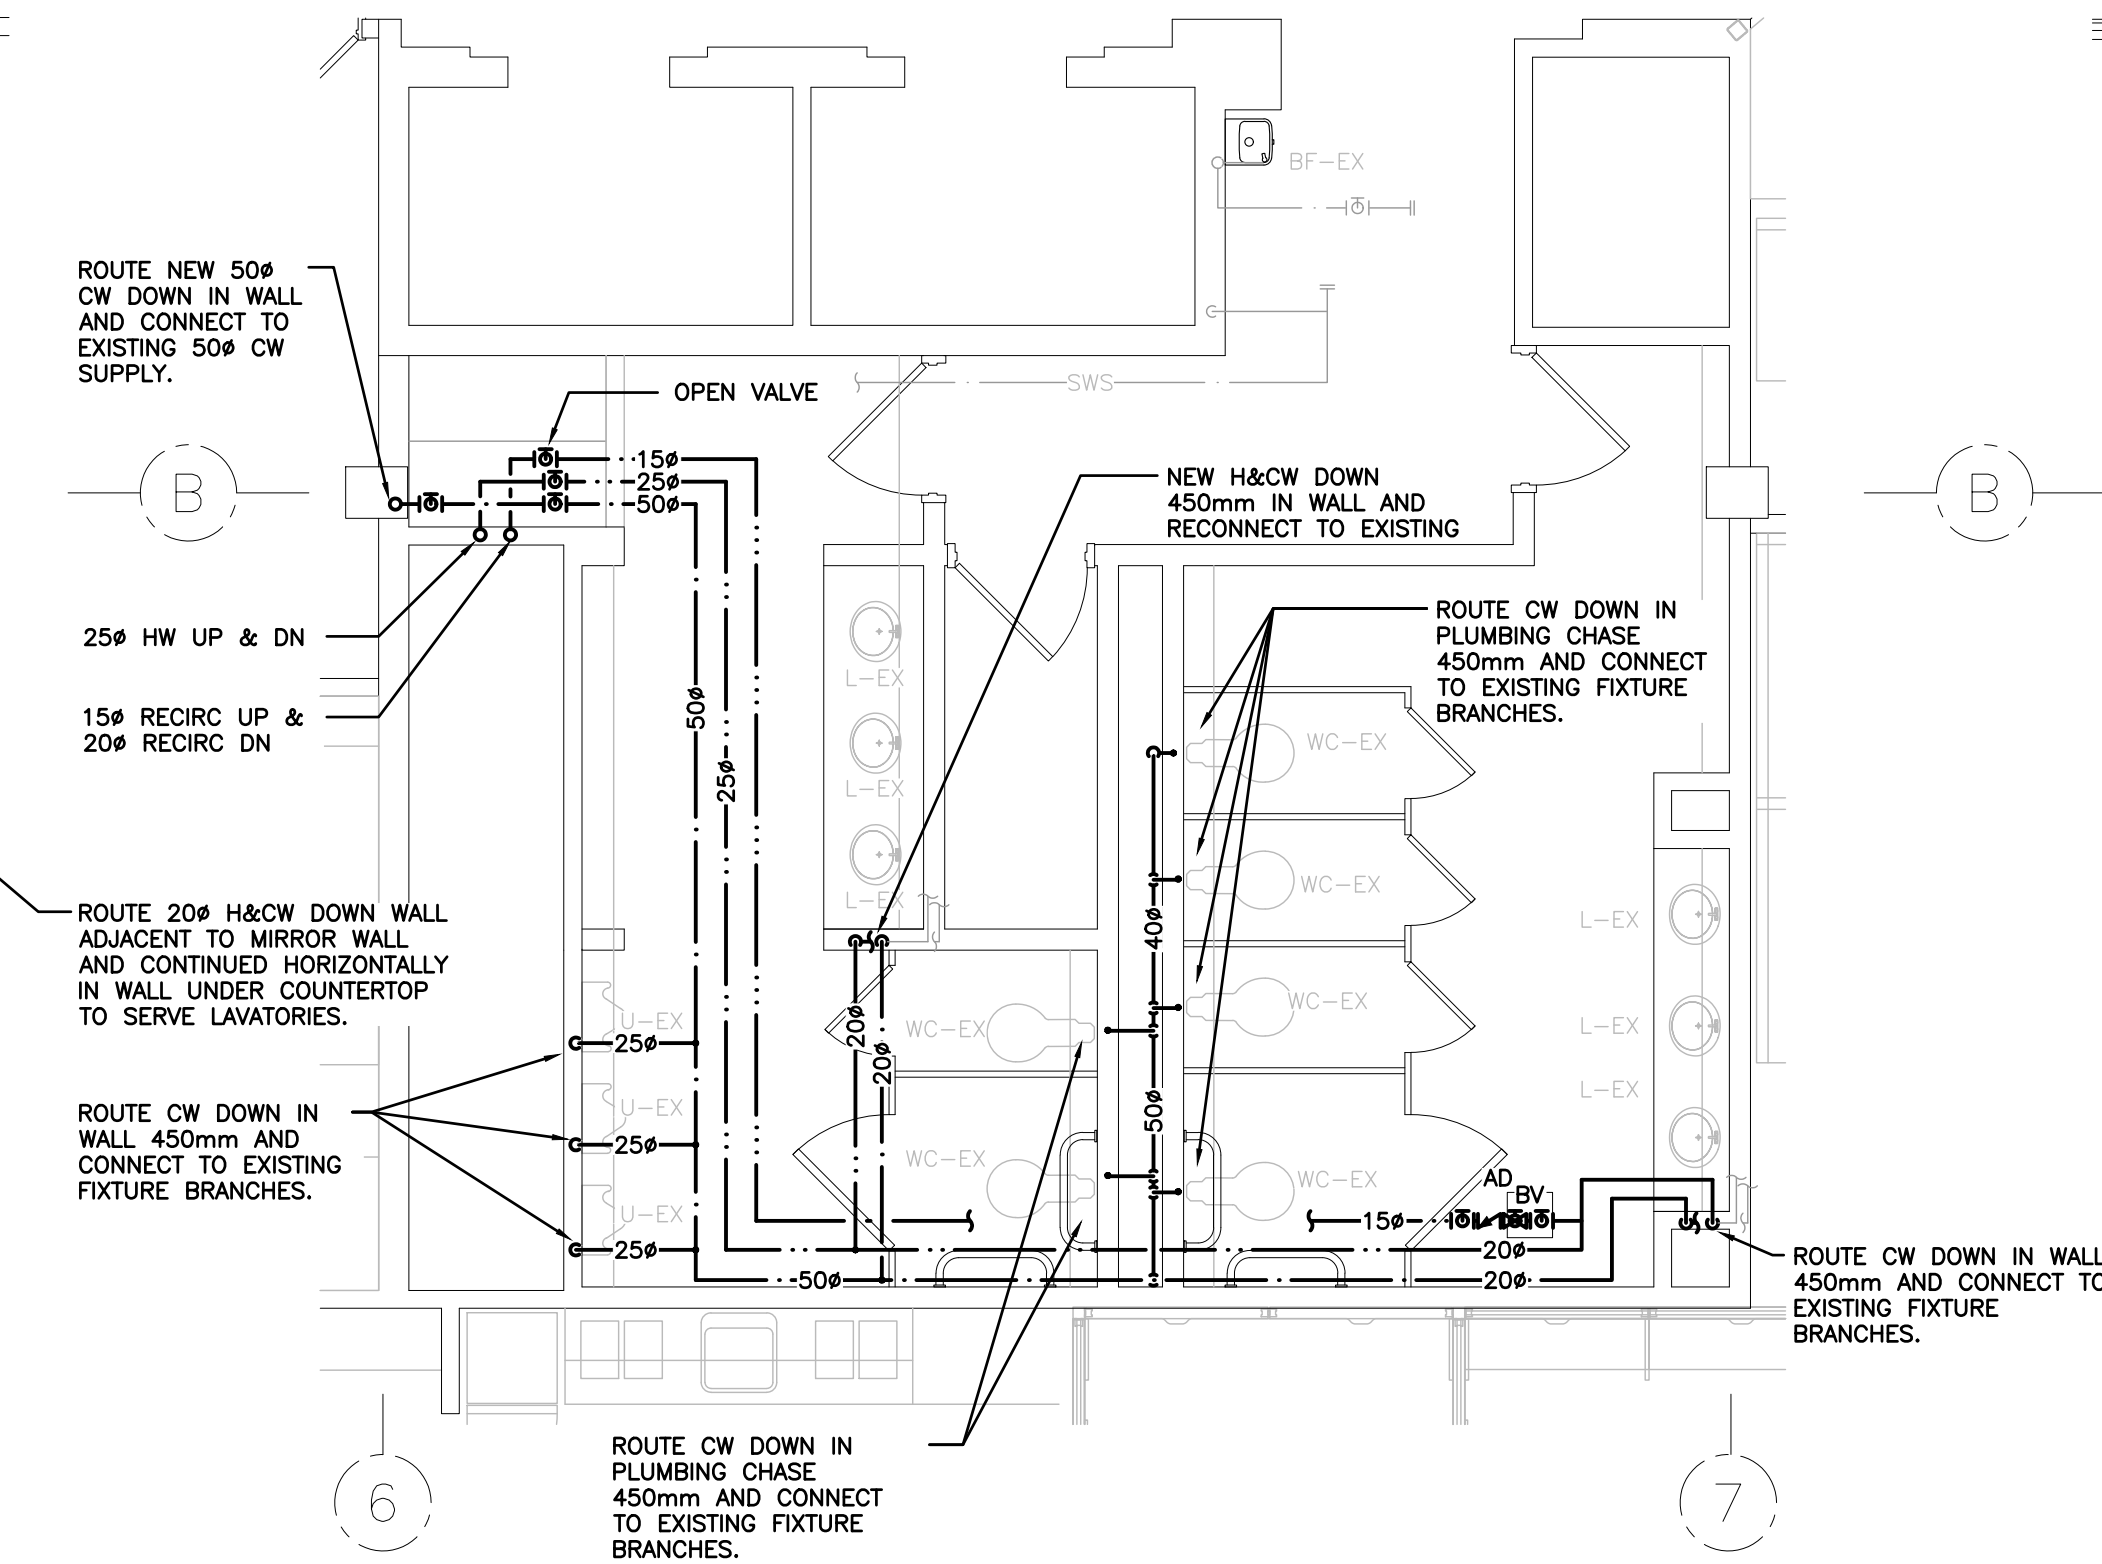 BF-EX
ROUTE NEW 50ø
CW DOWN IN WALL
AND CONNECT TO
EXISTING 50ø CW
SUPPLY.
OPEN VALVE
SWS
15ø
25ø
50ø
B
B
NEW H&CW DOWN
450mm IN WALL AND
RECONNECT TO EXISTING
25ø HW UP & DN
15ø RECIRC UP &
20ø RECIRC DN
ROUTE CW DOWN IN
PLUMBING CHASE
450mm AND CONNECT
TO EXISTING FIXTURE
BRANCHES.
L-EX
L-EX
L-EX
50ø
25ø
WC-EX
WC-EX
WC-EX
WC-EX
40ø
50ø
L-EX
L-EX
L-EX
ROUTE 20ø H&CW DOWN WALL
ADJACENT TO MIRROR WALL
AND CONTINUED HORIZONTALLY
IN WALL UNDER COUNTERTOP
TO SERVE LAVATORIES.
U-EX
25ø
U-EX
25ø
U-EX
25ø
20ø
20ø
WC-EX
WC-EX
ROUTE CW DOWN IN
WALL 450mm AND
CONNECT TO EXISTING
FIXTURE BRANCHES.
AD
BV
15ø
20ø
50ø
20ø
ROUTE CW DOWN IN WALL
450mm AND CONNECT TO
EXISTING FIXTURE
BRANCHES.
ROUTE CW DOWN IN
PLUMBING CHASE
450mm AND CONNECT
TO EXISTING FIXTURE
BRANCHES.
6
7